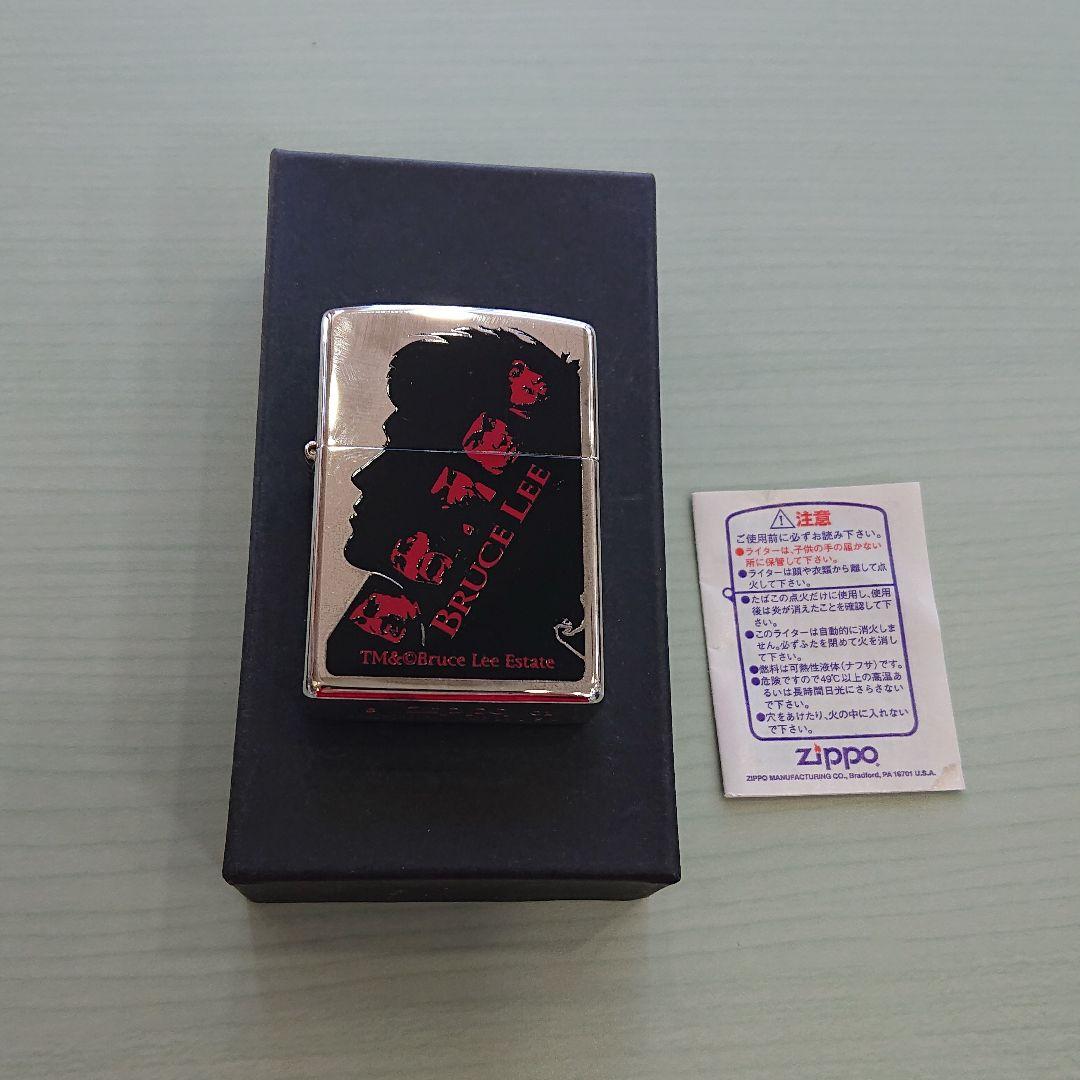 BRUCE LEE
TM&©Bruce Lee Estate
注意
ご使用前に必ずお読み下さい。
●ライターは、子供の手の届かない
所に保管して下さい。
●ライターは顔や衣類から離して点
火して下さい。
●たばこの点火だけに使用し、使用
後は炎が消えたことを確認して下
さい。
●このライターは自動的に消火しま
せん。必ずふたを閉めて火を消し
て下さい。
●燃料は可熱性液体(ナフサ)です。
●危険ですので49℃以上の高温あ
るいは長時間日光にさらさない
で下さい。
●穴をあけたり、火の中に入れない
で下さい。
zippo
ZIPPO MANUFACTURING CO., Bradford, PA 16701 U.S.A.